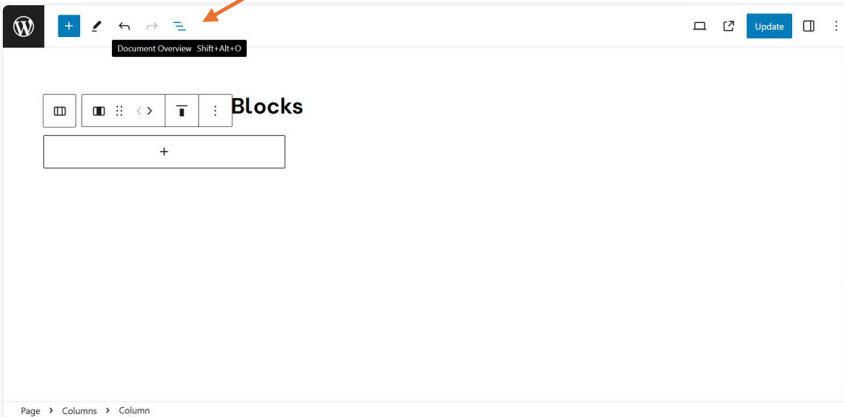 Update
Document Overview Shift+Alt+O
Blocks
Page > Columns > Column